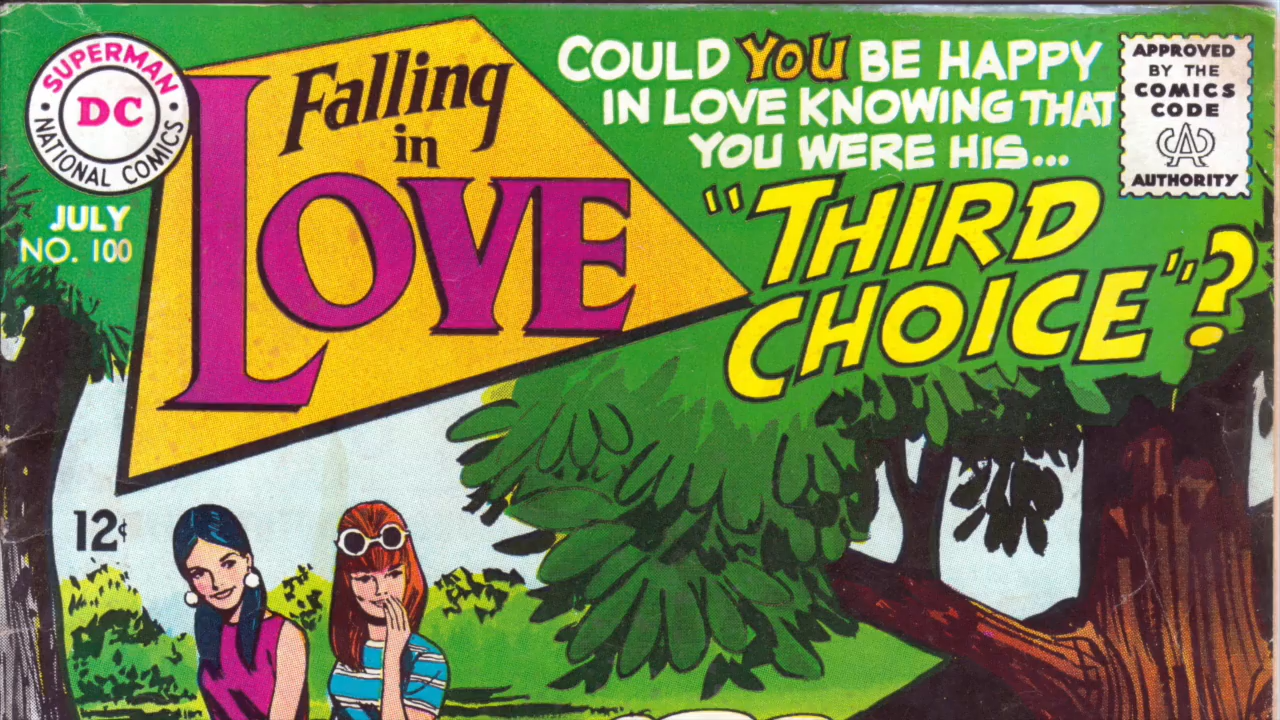 SUPERMAN
DC
NATIONAL COMICS
JULY
NO. 100
Falling
in
LOVE
COULD YOU BE HAPPY
IN LOVE KNOWING THAT
YOU WERE HIS...
"THIRD
CHOICE"?
APPROVED
BY THE
COMICS
CODE
CA
AUTHORITY
12¢